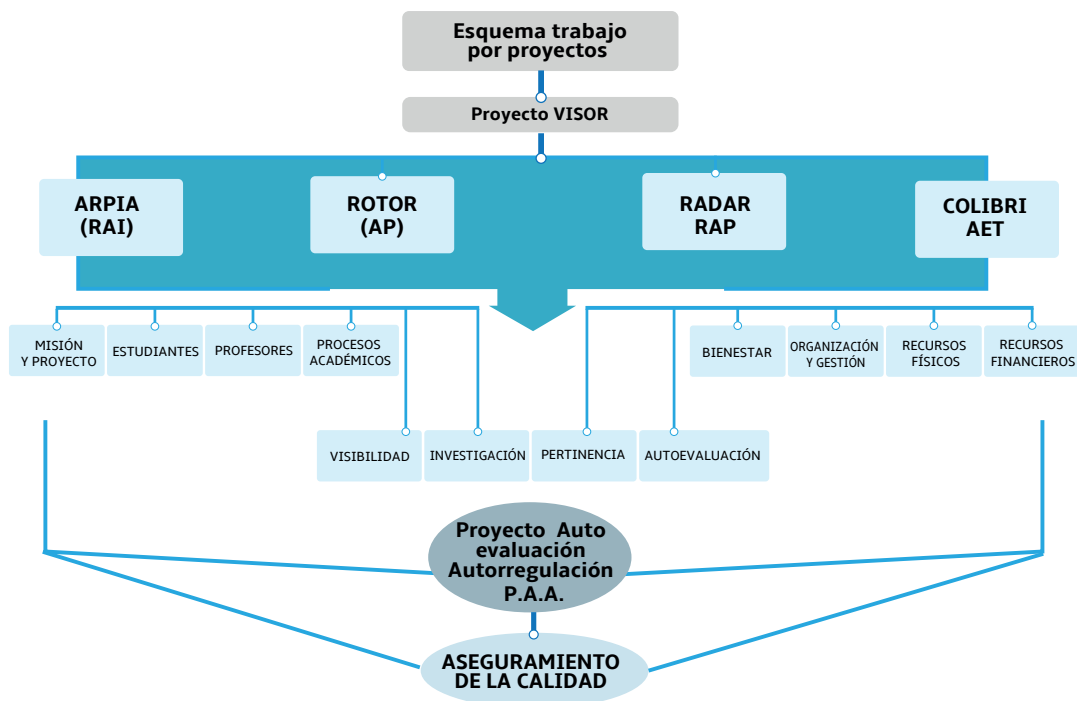 Esquema trabajo
por proyectos
Proyecto VISOR
ARPIA
(RAI)
ROTOR
(AP)
RADAR
RAP
COLIBRI
AET
MISIÓN
Y PROYECTO
ESTUDIANTES
PROFESORES
PROCESOS
ACADÉMICOS
BIENESTAR
ORGANIZACIÓN
Y GESTIÓN
RECURSOS
FÍSICOS
RECURSOS
FINANCIEROS
VISIBILIDAD
INVESTIGACIÓN
PERTINENCIA
AUTOEVALUACIÓN
Proyecto Auto
evaluación
Autorregulación
P.A.A.
ASEGURAMIENTO
DE LA CALIDAD